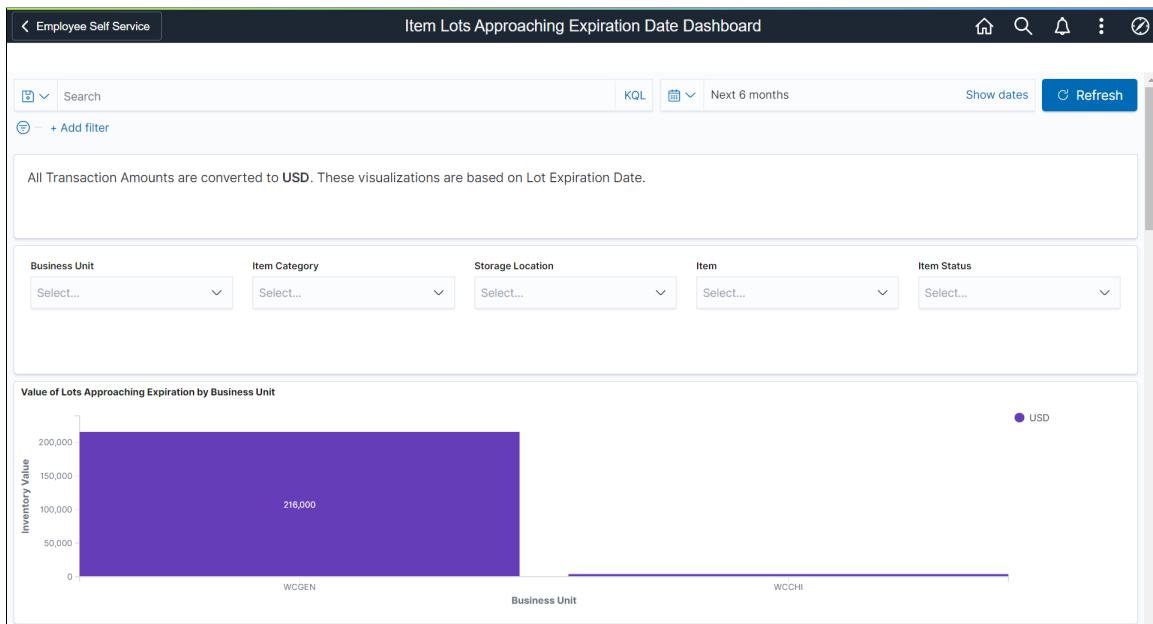 Employee Self Service
Item Lots Approaching Expiration Date Dashboard
Search
KQL
Next 6 months
Show dates
Refresh
+ Add filter
All Transaction Amounts are converted to USD. These visualizations are based on Lot Expiration Date.
Business Unit
Item Category
Storage Location
Item
Item Status
Select...
Select...
Select...
Select...
Select...
Value of Lots Approaching Expiration by Business Unit
USD
Inventory Value
200,000
150,000
100,000
50,000
0
216,000
WCGEN
WCCHI
Business Unit